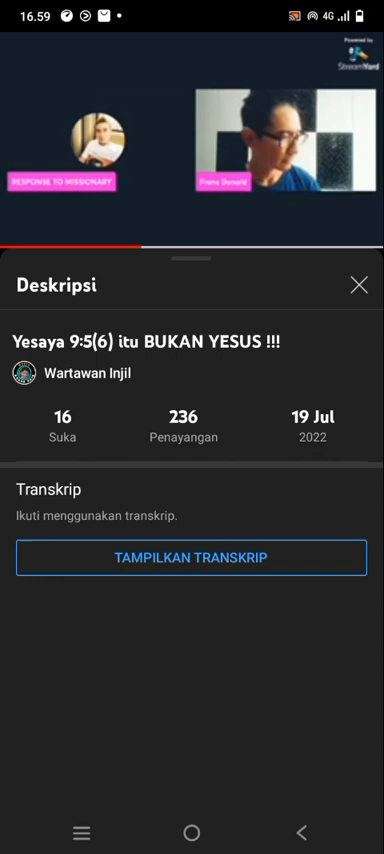 16.59
4G
Powered by
StreamYard
RESPONSE TO MISSIONARY
Frans Donald
Deskripsi
Yesaya 9:5(6) itu BUKAN YESUS !!!
Wartawan Injil
16 236 19 Jul
Suka Penayangan 2022
Transkrip
Ikuti menggunakan transkrip.
TAMPILKAN TRANSKRIP